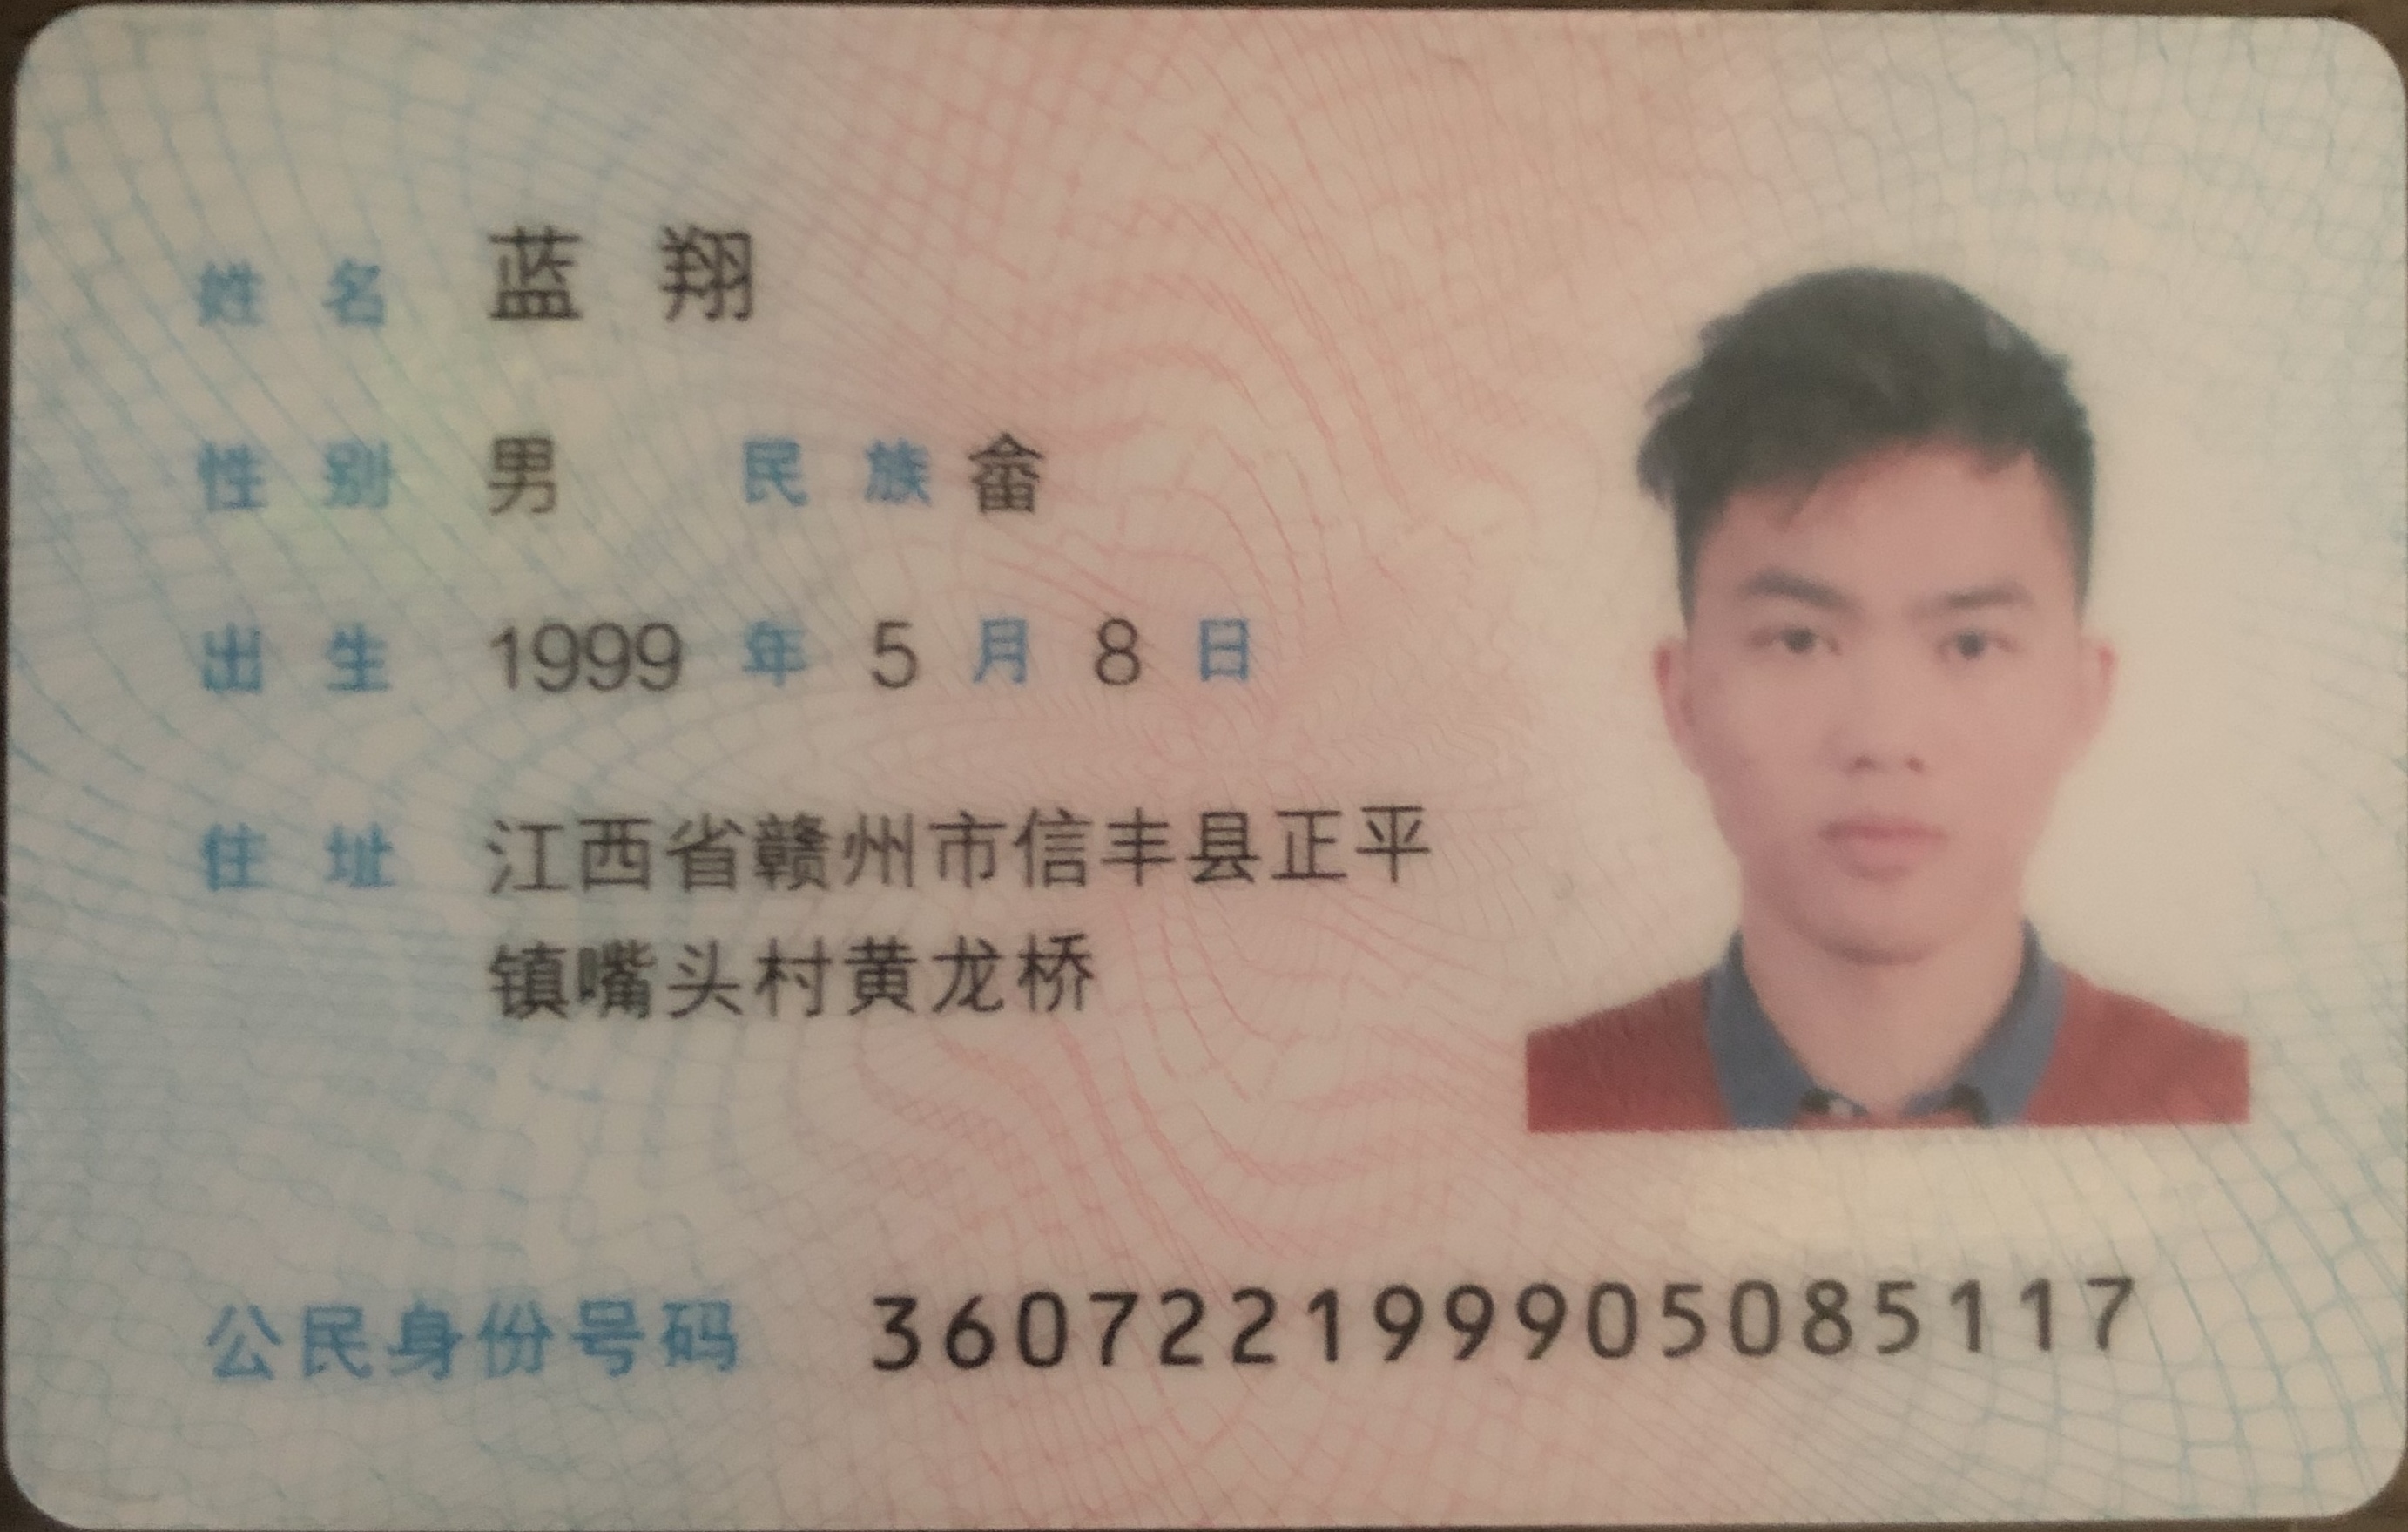 姓名 蓝翔
性别 男 民族 畲
出生 1999 年 5 月 8 日
住址 江西省赣州市信丰县正平
镇嘴头村黄龙桥
公民身份号码 360722199905085117